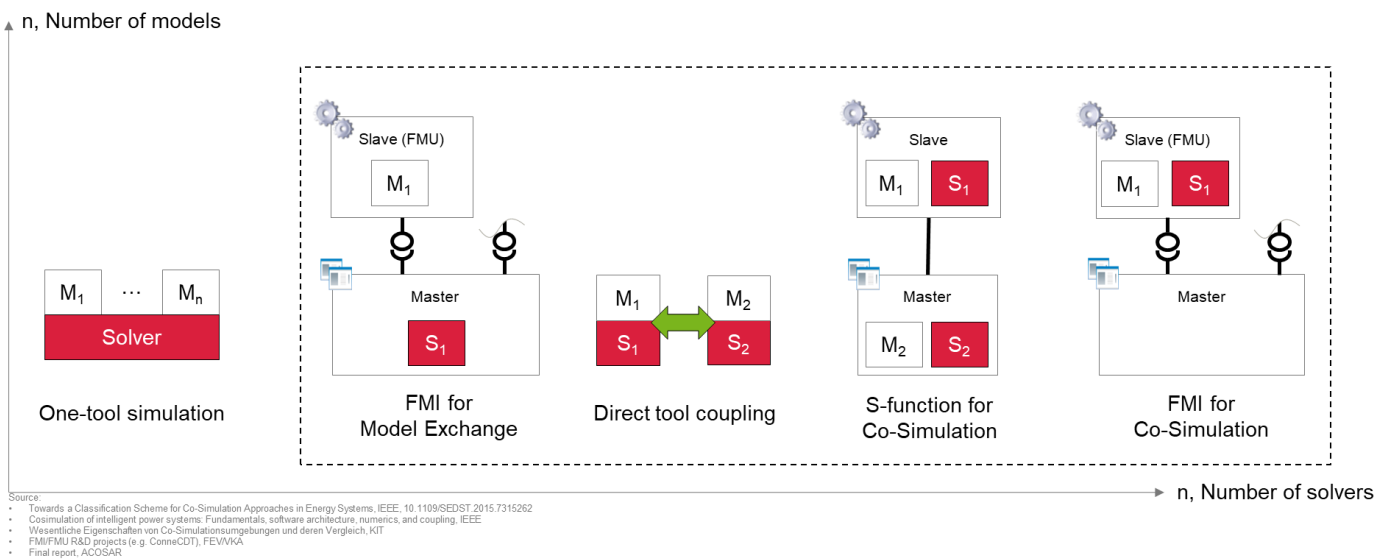 n, Number of models
Slave (FMU)
M1
Master
S1
Slave
M1 S1
Master
M2 S2
Slave (FMU)
M1 S1
Master
M1 ... Mn
Solver
M1 M2
S1 S2
One-tool simulation
FMI for
Model Exchange
Direct tool coupling
S-function for
Co-Simulation
FMI for
Co-Simulation
n, Number of solvers
Source:
• Towards a Classification Scheme for Co-Simulation Approaches in Energy Systems, IEEE, 10.1109/SEDST.2015.7315262
• Cosimulation of intelligent power systems: Fundamentals, software architecture, numerics, and coupling, IEEE
• Wesentliche Eigenschaften von Co-Simulationsumgebungen und deren Vergleich, KIT
• FMI/FMU R&D projects (e.g. ConneCDT), FEV/VKA
• Final report, ACOSAR